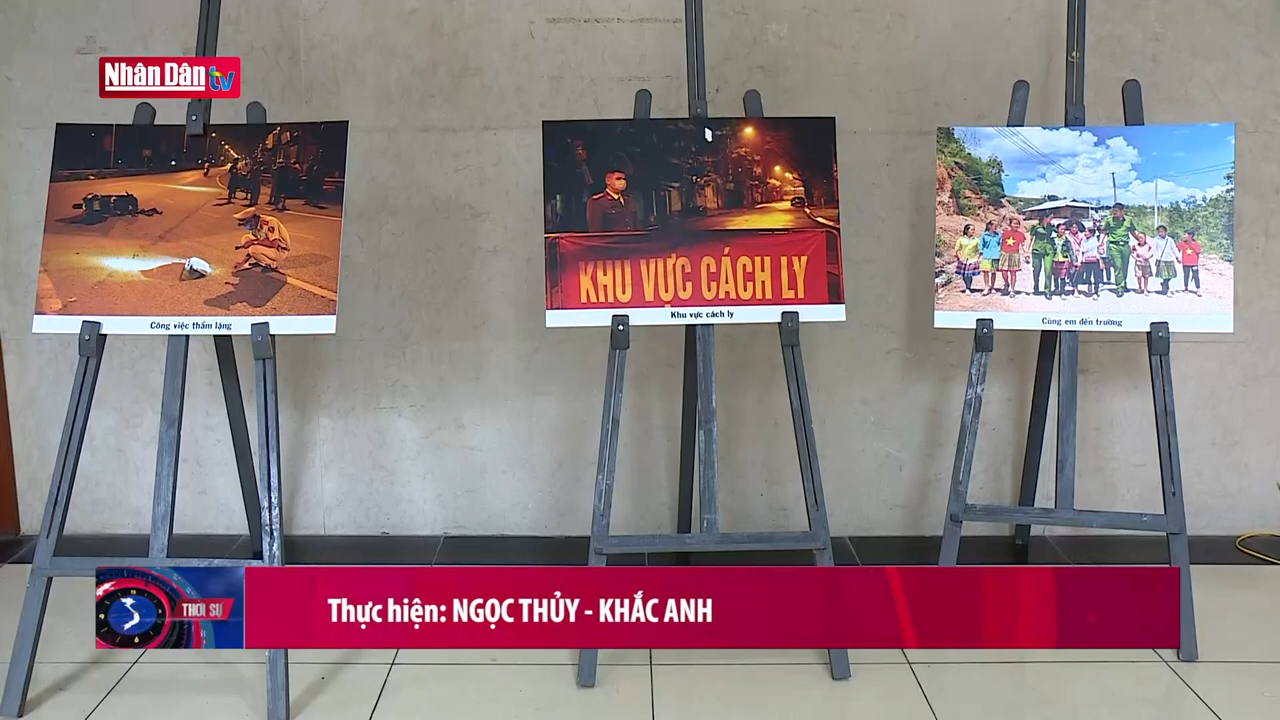 Nhân Dân tv
KHU VỰC CÁCH LY
Công việc thầm lặng
Khu vực cách ly
Cùng em đến trường
THỜI SỰ
Thực hiện: NGỌC THỦY - KHẮC ANH